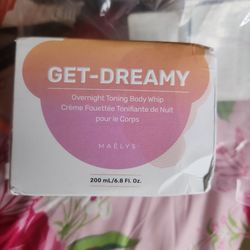 GET-DREAMY
Overnight Toning Body Whip
Crème Fouettée Tonifiante de Nuit
pour le Corps
MAËLYS
200 mL/6.8 Fl. Oz.